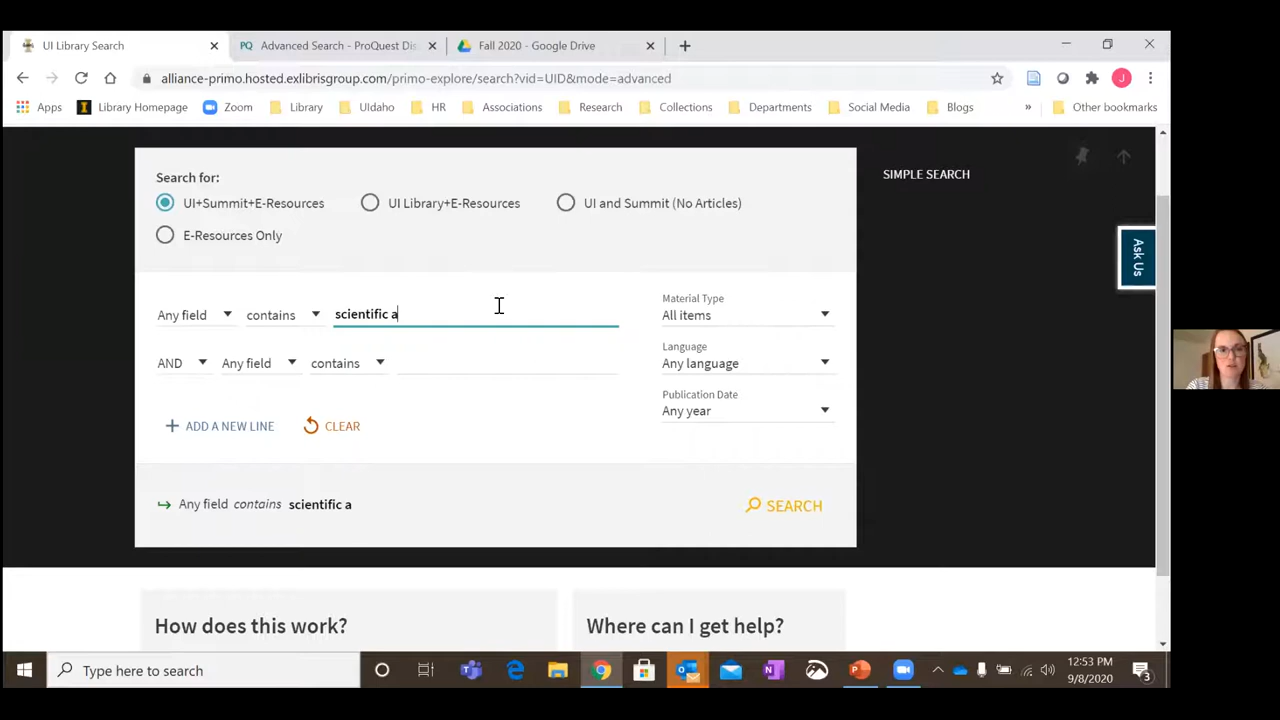 UI Library Search
PQ Advanced Search - ProQuest Dis
Fall 2020 - Google Drive
alliance-primo.hosted.exlibrisgroup.com/primo-explore/search?vid=UID&mode=advanced
J
Apps Library Homepage Zoom Library UIdaho HR Associations Research Collections Departments Social Media Blogs » Other bookmarks
Search for:
UI+Summit+E-Resources UI Library+E-Resources UI and Summit (No Articles)
E-Resources Only
SIMPLE SEARCH
Ask Us
Any field contains scientific a
AND Any field contains
Material Type
All items
Language
Any language
Publication Date
Any year
+ ADD A NEW LINE CLEAR
Any field contains scientific a
SEARCH
How does this work?
Where can I get help?
Type here to search
12:53 PM
9/8/2020
3